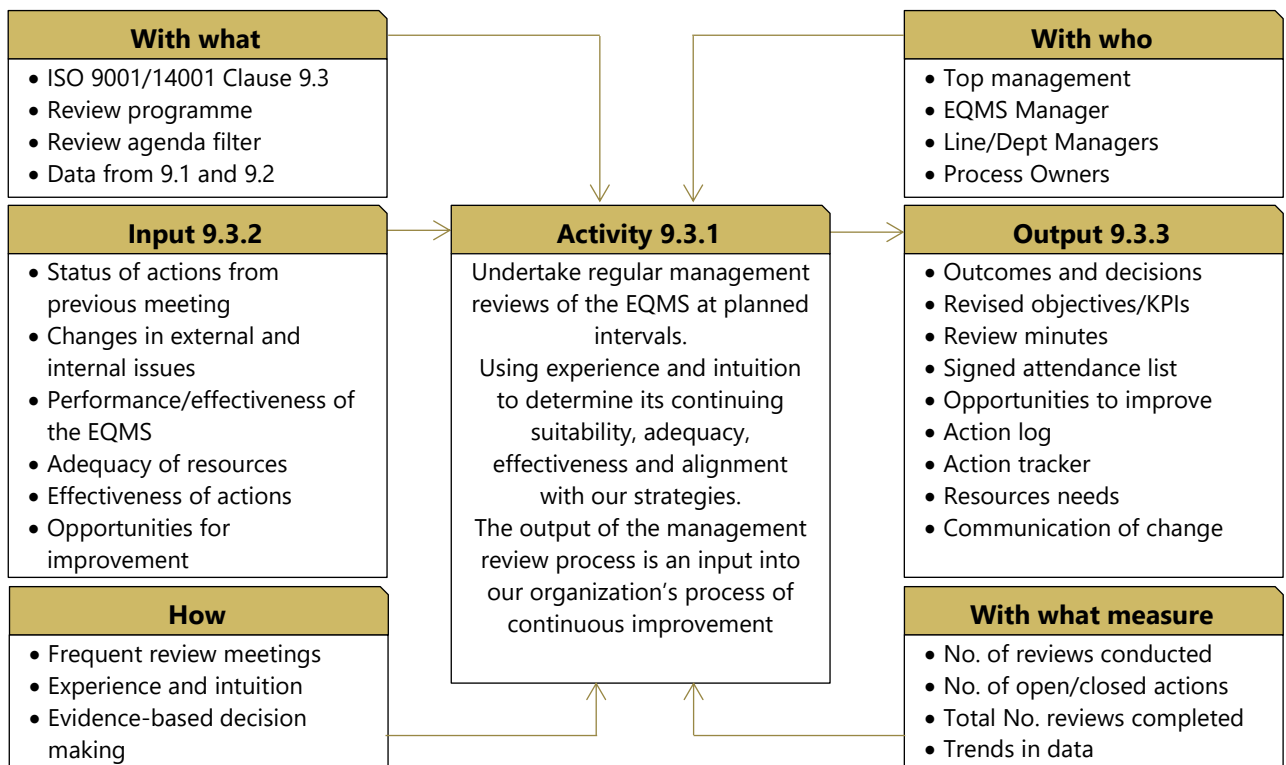 With what
• ISO 9001/14001 Clause 9.3
• Review programme
• Review agenda filter
• Data from 9.1 and 9.2
With who
• Top management
• EQMS Manager
• Line/Dept Managers
• Process Owners
Input 9.3.2
• Status of actions from
previous meeting
• Changes in external and
internal issues
• Performance/effectiveness of
the EQMS
• Adequacy of resources
• Effectiveness of actions
• Opportunities for
improvement
Activity 9.3.1
Undertake regular management
reviews of the EQMS at planned
intervals.
Using experience and intuition
to determine its continuing
suitability, adequacy,
effectiveness and alignment
with our strategies.
The output of the management
review process is an input into
our organization’s process of
continuous improvement
Output 9.3.3
• Outcomes and decisions
• Revised objectives/KPIs
• Review minutes
• Signed attendance list
• Opportunities to improve
• Action log
• Action tracker
• Resources needs
• Communication of change
How
• Frequent review meetings
• Experience and intuition
• Evidence-based decision
making
With what measure
• No. of reviews conducted
• No. of open/closed actions
• Total No. reviews completed
• Trends in data